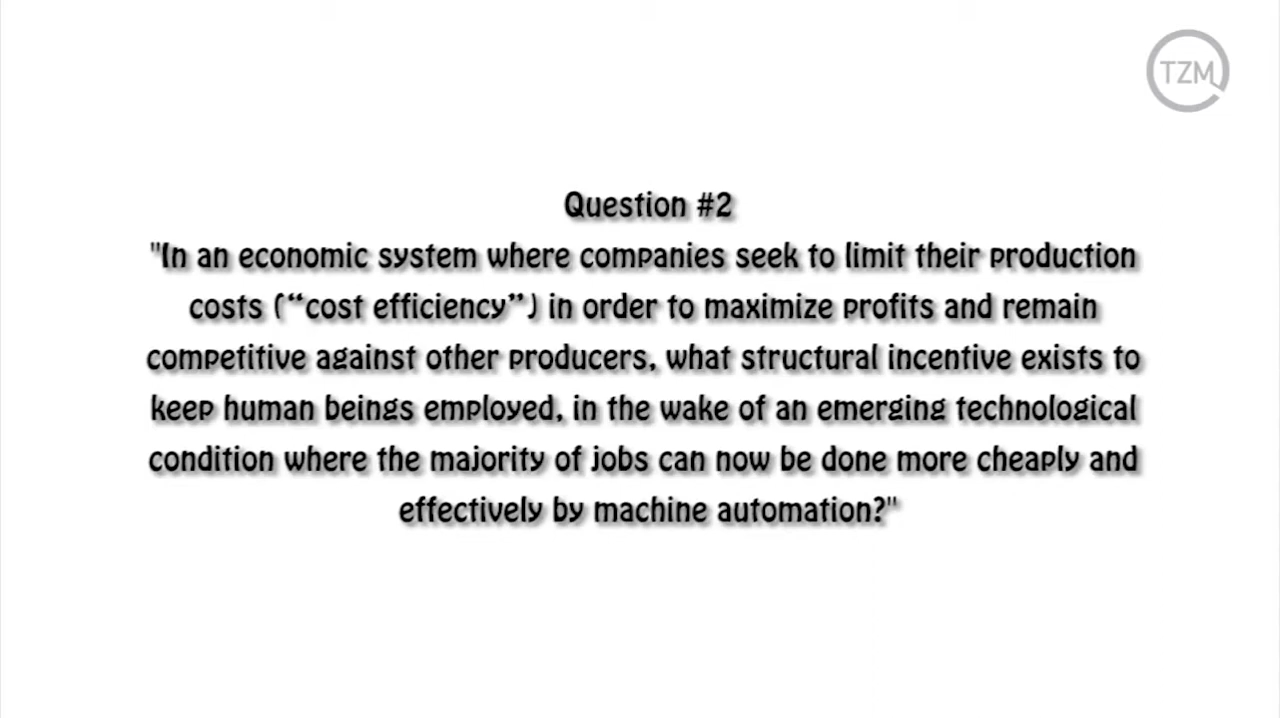 TZM
Question #2
"In an economic system where companies seek to limit their production
costs (“cost efficiency”) in order to maximize profits and remain
competitive against other producers, what structural incentive exists to
keep human beings employed, in the wake of an emerging technological
condition where the majority of jobs can now be done more cheaply and
effectively by machine automation?"